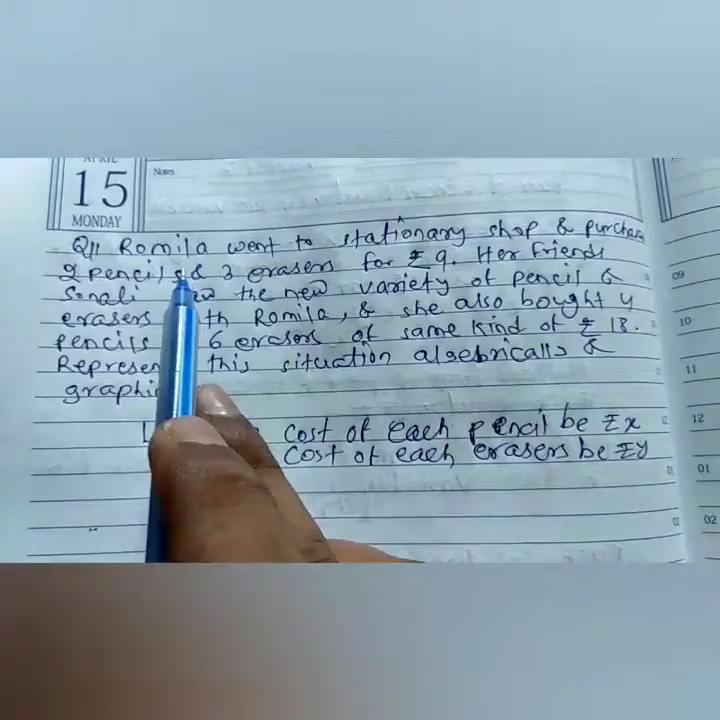 APRIL
15
MONDAY
Notes
Q11 Romila went to stationary shop & purchase
2 pencils & 3 erasers for ₹ 9. Her friends
Sonali the new variety of pencil &
erasers Romila, & she also bought 4
pencils 6 erasers of same kind of ₹ 18.
this situation algebrically &
cost of each pencil be ₹x
cost of each erasers be ₹y
09
10
11
12
01
02